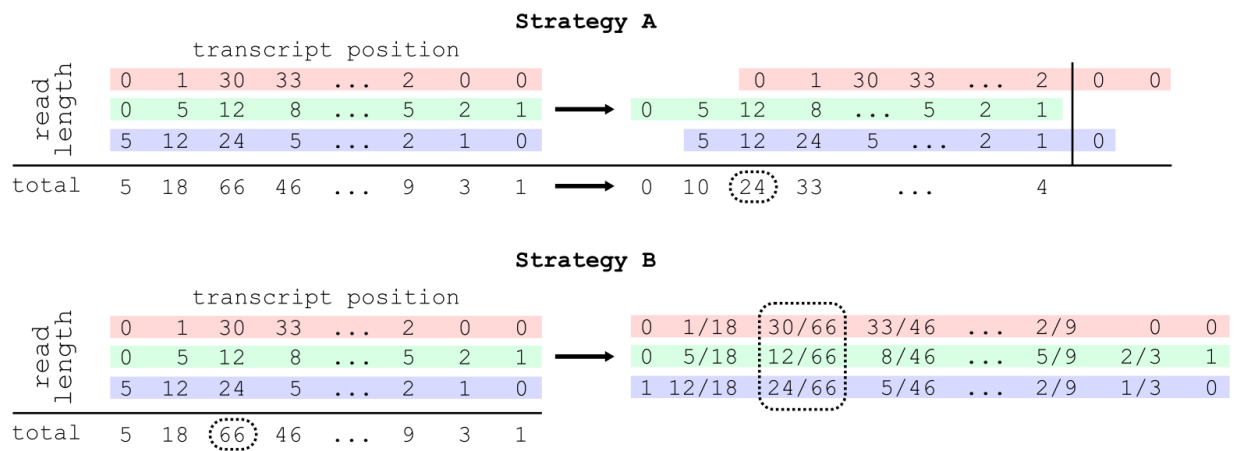 Strategy A
transcript position
read length
0 1 30 33 ... 2 0 0
0 5 12 8 ... 5 2 1
5 12 24 5 ... 2 1 0
total 5 18 66 46 ... 9 3 1
0 1 30 33 ... 2 0 0
0 5 12 8 ... 5 2 1
5 12 24 5 ... 2 1 0
0 10 24 33 ... 4
Strategy B
transcript position
read length
0 1 30 33 ... 2 0 0
0 5 12 8 ... 5 2 1
5 12 24 5 ... 2 1 0
total 5 18 66 46 ... 9 3 1
0 1/18 30/66 33/46 ... 2/9 0 0
0 5/18 12/66 8/46 ... 5/9 2/3 1
1 12/18 24/66 5/46 ... 2/9 1/3 0